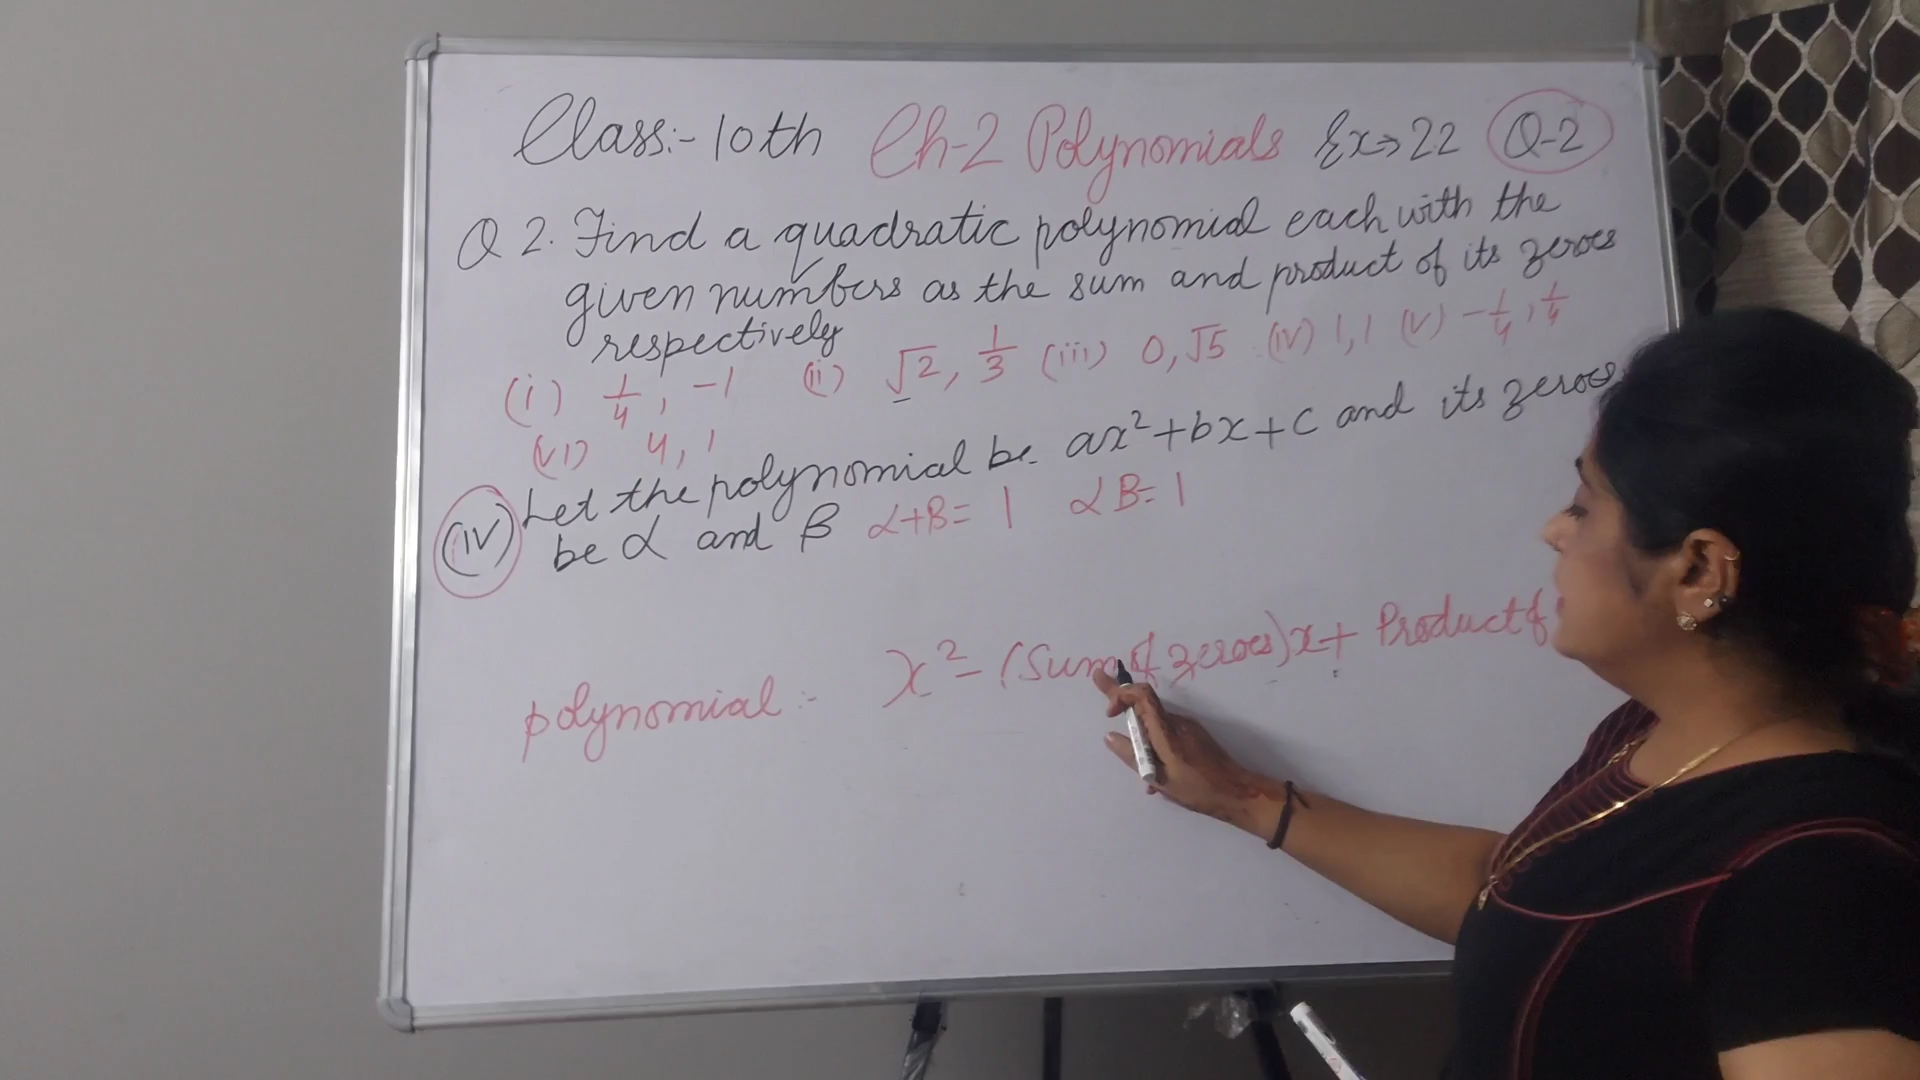 Class:- 10th Ch-2 Polynomials Ex→22 Q-2
Q 2. Find a quadratic polynomial each with the
given numbers as the sum and product of its zeroes
respectively
(i) 1/4, -1 (ii) √2, 1/3 (iii) 0, √5 (iv) 1, 1 (v) -1/4, 1/4
(vi) 4, 1
(iv) Let the polynomial be ax²+bx+c and its zeroes
be α and β α+β= 1 αβ= 1
polynomial :- x² - (Sum of zeroes)x + Product of